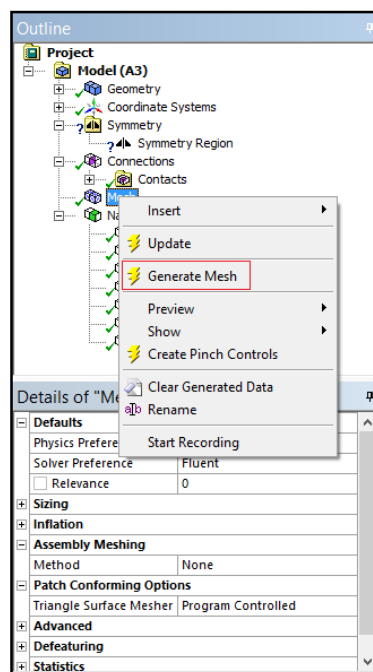 Outline
Project
Model (A3)
Geometry
Coordinate Systems
Symmetry
Symmetry Region
Connections
Contacts
Mesh
Na
Insert
Update
Generate Mesh
Preview
Show
Create Pinch Controls
Clear Generated Data
Rename
Start Recording
Details of "Me
Defaults
Physics Prefere
Solver Preference Fluent
Relevance 0
Sizing
Inflation
Assembly Meshing
Method None
Patch Conforming Options
Triangle Surface Mesher Program Controlled
Advanced
Defeaturing
Statistics